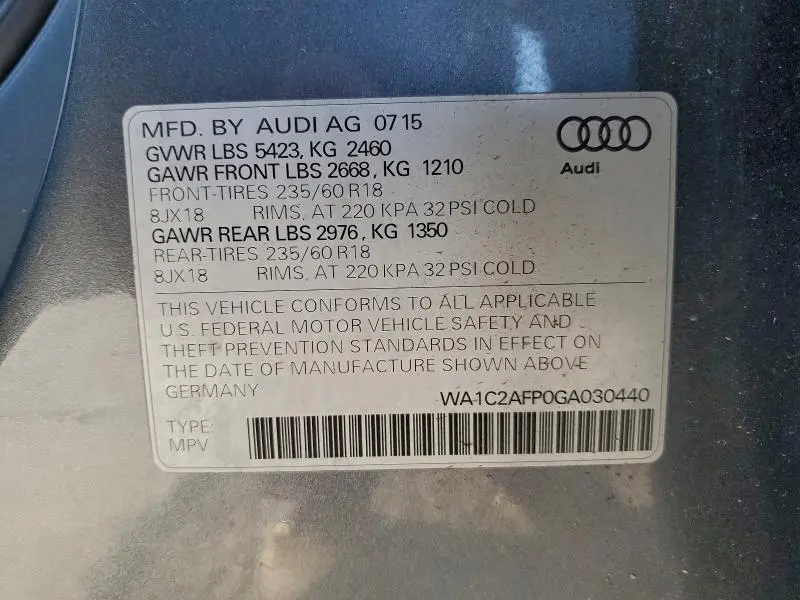 MFD. BY AUDI AG 07 15
GVWR LBS 5423, KG 2460
GAWR FRONT LBS 2668, KG 1210
FRONT-TIRES 235/60 R18
8JX18 RIMS, AT 220 KPA 32 PSI COLD
GAWR REAR LBS 2976, KG 1350
REAR-TIRES 235/60 R18
8JX18 RIMS, AT 220 KPA 32 PSI COLD
Audi
THIS VEHICLE CONFORMS TO ALL APPLICABLE
U.S. FEDERAL MOTOR VEHICLE SAFETY AND
THEFT PREVENTION STANDARDS IN EFFECT ON
THE DATE OF MANUFACTURE SHOWN ABOVE
GERMANY
WA1C2AFP0GA030440
TYPE:
MPV